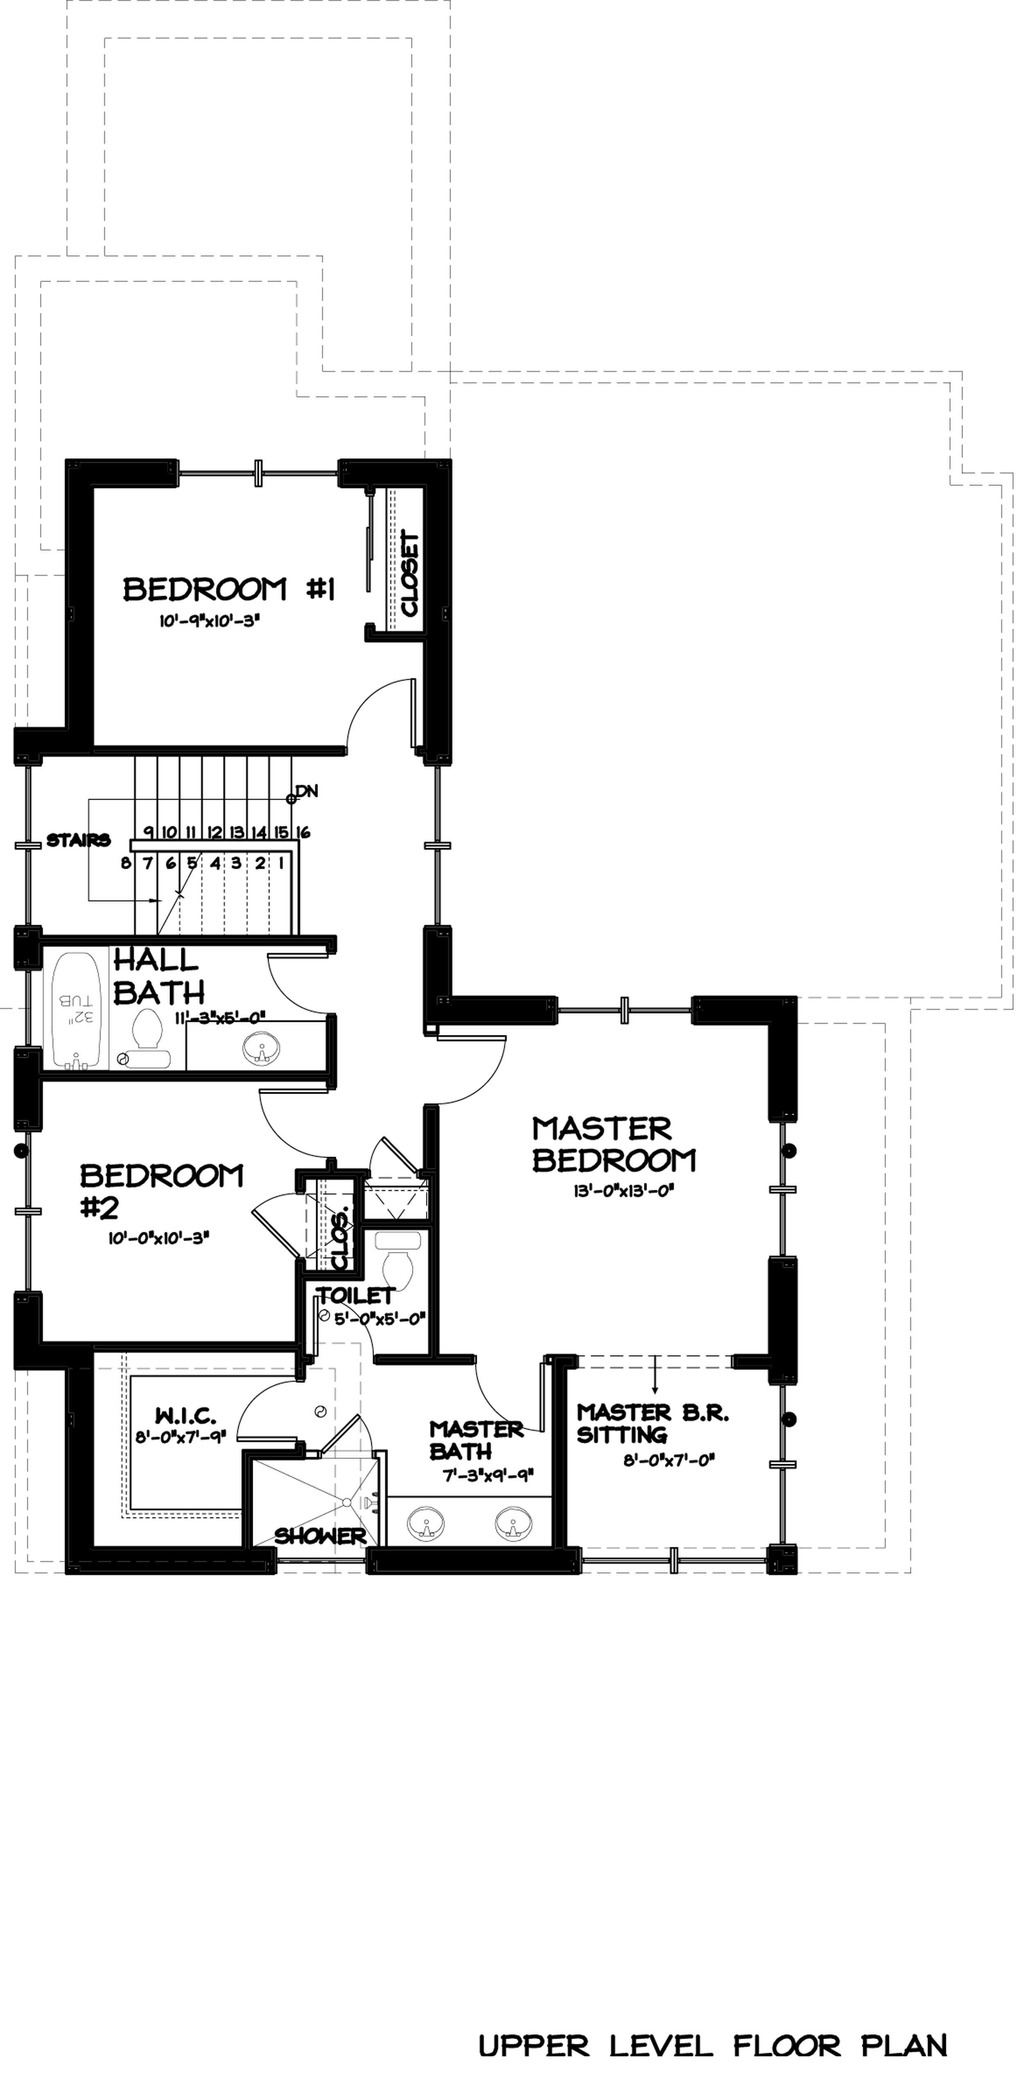 CLOSET
BEDROOM #1
10'-9"x10'-3"
DN
STAIRS
9 10 11 12 13 14 15 16
8 7 6 5 4 3 2 1
HALL
BATH
11'-3"x5'-0"
32"
TUB
MASTER
BEDROOM
13'-0"x13'-0"
BEDROOM
#2
10'-0"x10'-3"
CLOS.
TOILET
5'-0"x5'-0"
W.I.C.
8'-0"x7'-9"
MASTER
BATH
7'-3"x9'-9"
MASTER B.R.
SITTING
8'-0"x7'-0"
SHOWER
UPPER LEVEL FLOOR PLAN